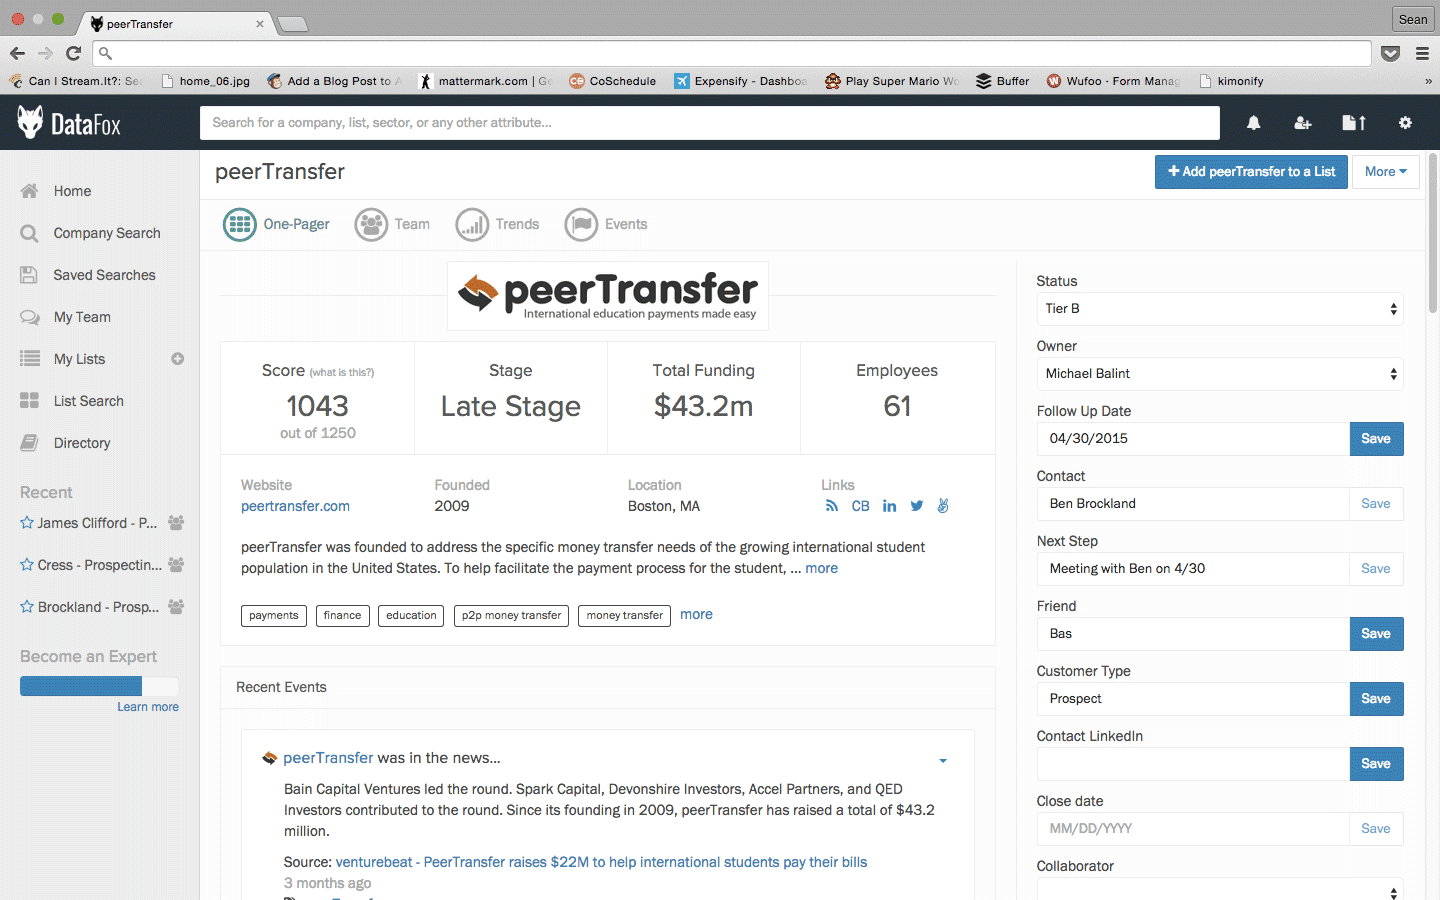 peerTransfer
Sean
Can I Stream.It?: Se
home_06.jpg
Add a Blog Post to
mattermark.com | Ge
CoSchedule
Expensify - Dashboa
Play Super Mario Wo
Buffer
Wufoo · Form Manag
kimonify
»
DataFox
Search for a company, list, sector, or any other attribute...
Home
Company Search
Saved Searches
My Team
My Lists
List Search
Directory
Recent
James Clifford - P...
Cress - Prospectin...
Brockland - Prosp...
Become an Expert
Learn more
peerTransfer
+ Add peerTransfer to a List
More
One-Pager
Team
Trends
Events
peerTransfer
International education payments made easy
Score (what is this?)
1043
out of 1250
Stage
Late Stage
Total Funding
$43.2m
Employees
61
Website
peertransfer.com
Founded
2009
Location
Boston, MA
Links
CB in
peerTransfer was founded to address the specific money transfer needs of the growing international student
population in the United States. To help facilitate the payment process for the student, ... more
payments
finance
education
p2p money transfer
money transfer
more
Recent Events
peerTransfer was in the news...
Bain Capital Ventures led the round. Spark Capital, Devonshire Investors, Accel Partners, and QED
Investors contributed to the round. Since its founding in 2009, peerTransfer has raised a total of $43.2
million.
Source: venturebeat - PeerTransfer raises $22M to help international students pay their bills
3 months ago
Status
Tier B
Owner
Michael Balint
Follow Up Date
04/30/2015
Save
Contact
Ben Brockland
Save
Next Step
Meeting with Ben on 4/30
Save
Friend
Bas
Save
Customer Type
Prospect
Save
Contact LinkedIn
Save
Close date
MM/DD/YYYY
Save
Collaborator